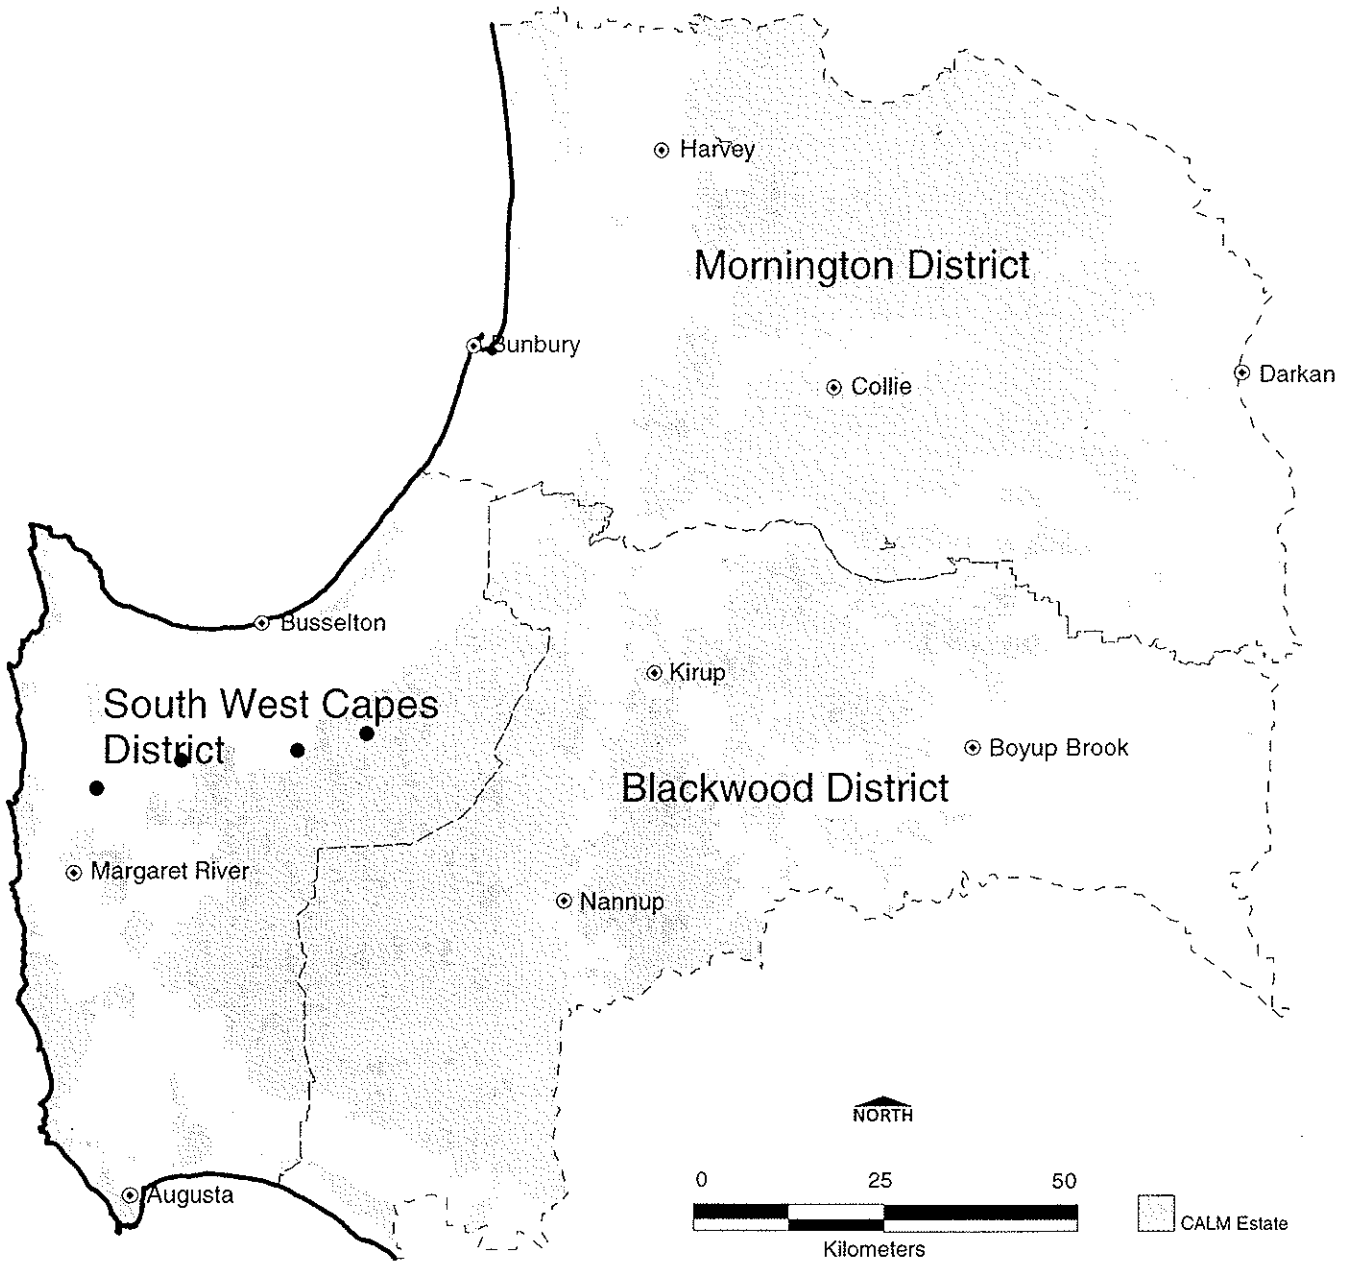 Harvey
Mornington District
Bunbury
Collie
Darkan
Busselton
Kirup
South West Capes
District
Boyup Brook
Blackwood District
Margaret River
Nannup
NORTH
0 25 50
Augusta
CALM Estate
Kilometers